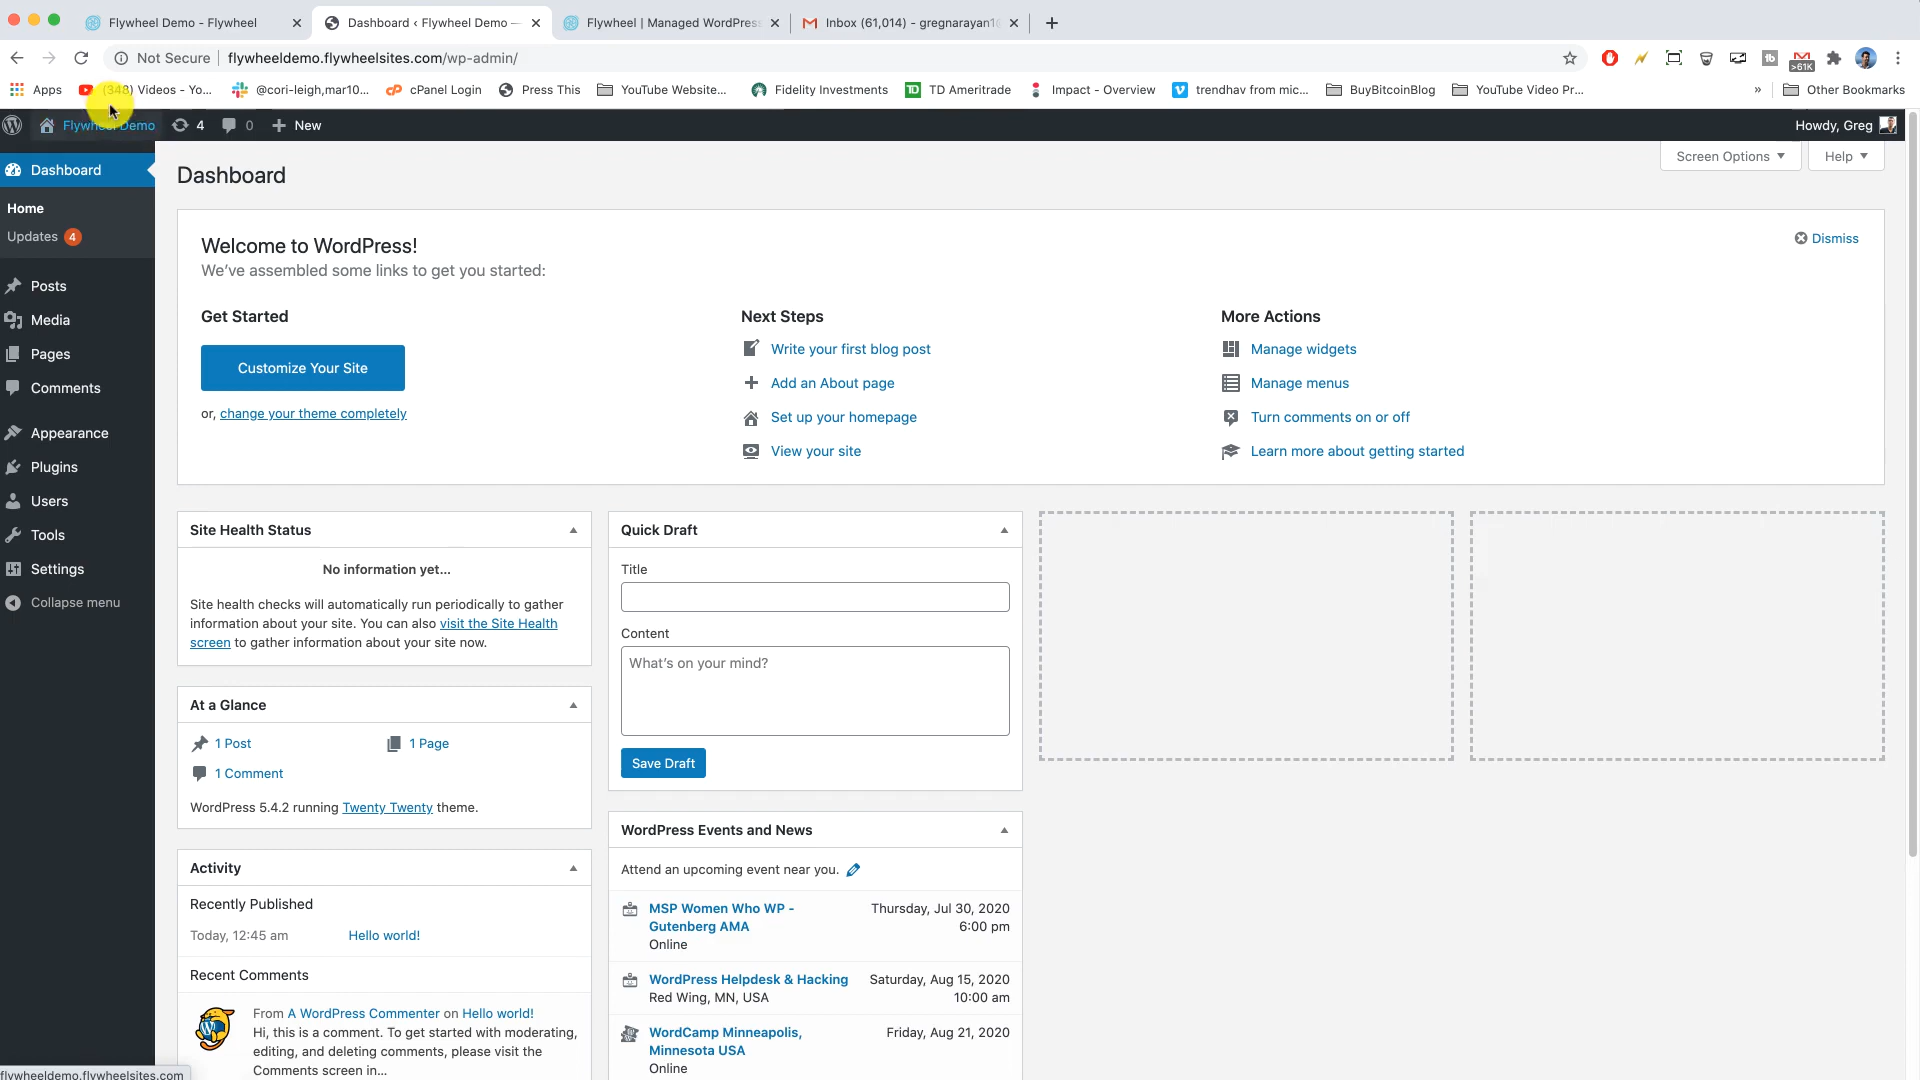 Flywheel Demo - Flywheel
Dashboard ‹ Flywheel Demo —
Flywheel | Managed WordPress
Inbox (61,014) - gregnarayan1
Not Secure
flywheeldemo.flywheelsites.com/wp-admin/
>61K
Apps
(348) Videos - Yo...
@cori-leigh,mar10...
cPanel Login
Press This
YouTube Website...
Fidelity Investments
TD Ameritrade
Impact - Overview
trendhav from mic...
BuyBitcoinBlog
YouTube Video Pr...
»
Other Bookmarks
Flywheel Demo
4
0
New
Howdy, Greg
Screen Options
Help
Dashboard
Home
Updates 4
Posts
Media
Pages
Comments
Appearance
Plugins
Users
Tools
Settings
Collapse menu
Dashboard
Welcome to WordPress!
We've assembled some links to get you started:
Dismiss
Get Started
Customize Your Site
or, change your theme completely
Next Steps
Write your first blog post
Add an About page
Set up your homepage
View your site
More Actions
Manage widgets
Manage menus
Turn comments on or off
Learn more about getting started
Site Health Status
No information yet...
Site health checks will automatically run periodically to gather
information about your site. You can also visit the Site Health
screen to gather information about your site now.
At a Glance
1 Post
1 Page
1 Comment
WordPress 5.4.2 running Twenty Twenty theme.
Activity
Recently Published
Today, 12:45 am
Hello world!
Recent Comments
From A WordPress Commenter on Hello world!
Hi, this is a comment. To get started with moderating,
editing, and deleting comments, please visit the
Comments screen in...
Quick Draft
Title
Content
What's on your mind?
Save Draft
WordPress Events and News
Attend an upcoming event near you.
MSP Women Who WP - Thursday, Jul 30, 2020
Gutenberg AMA 6:00 pm
Online
WordPress Helpdesk & Hacking Saturday, Aug 15, 2020
Red Wing, MN, USA 10:00 am
WordCamp Minneapolis, Friday, Aug 21, 2020
Minnesota USA
Online
flywheeldemo.flywheelsites.com